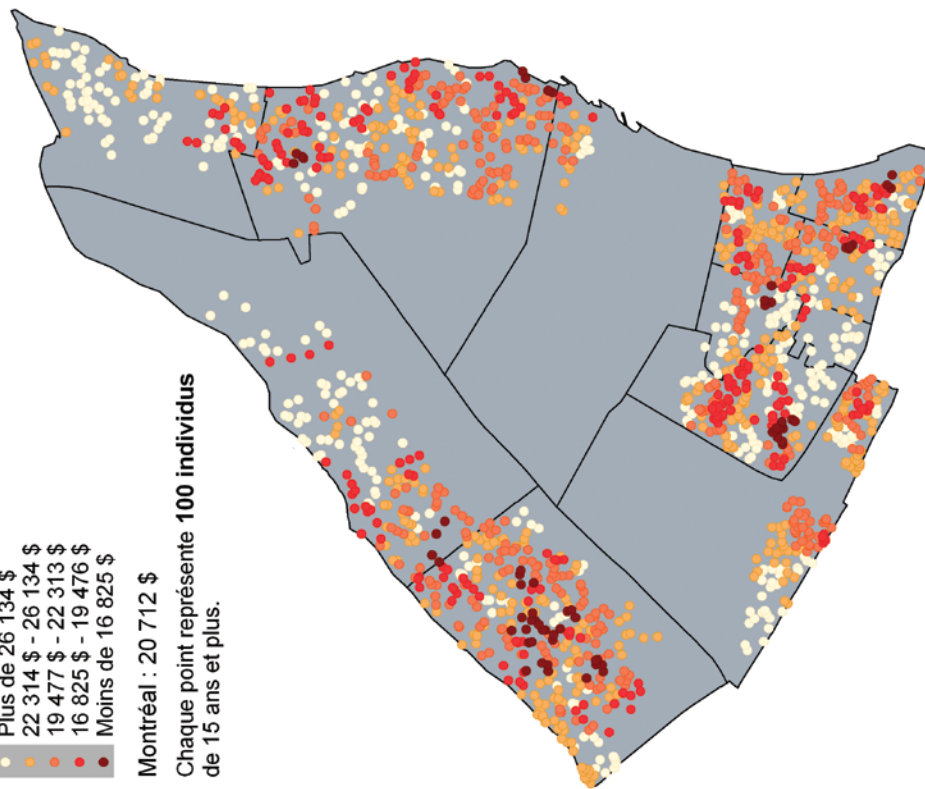 Plus de 26 134 $
22 314 $ - 26 134 $
19 477 $ - 22 313 $
16 825 $ - 19 476 $
Moins de 16 825 $
Montréal : 20 712 $
Chaque point représente 100 individus
de 15 ans et plus.